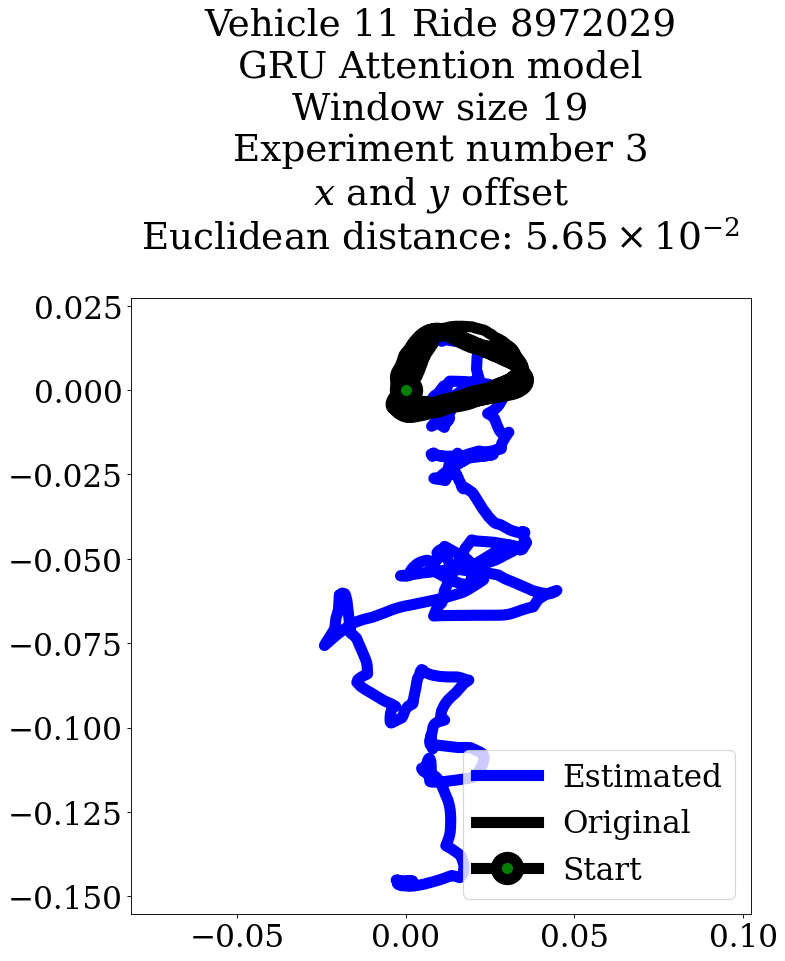 Vehicle 11 Ride 8972029
GRU Attention model
Window size 19
Experiment number 3
x and y offset
Euclidean distance: 5.65 × 10⁻²
0.025
0.000
−0.025
−0.050
−0.075
−0.100
−0.125
−0.150
Estimated
Original
Start
−0.05 0.00 0.05 0.10